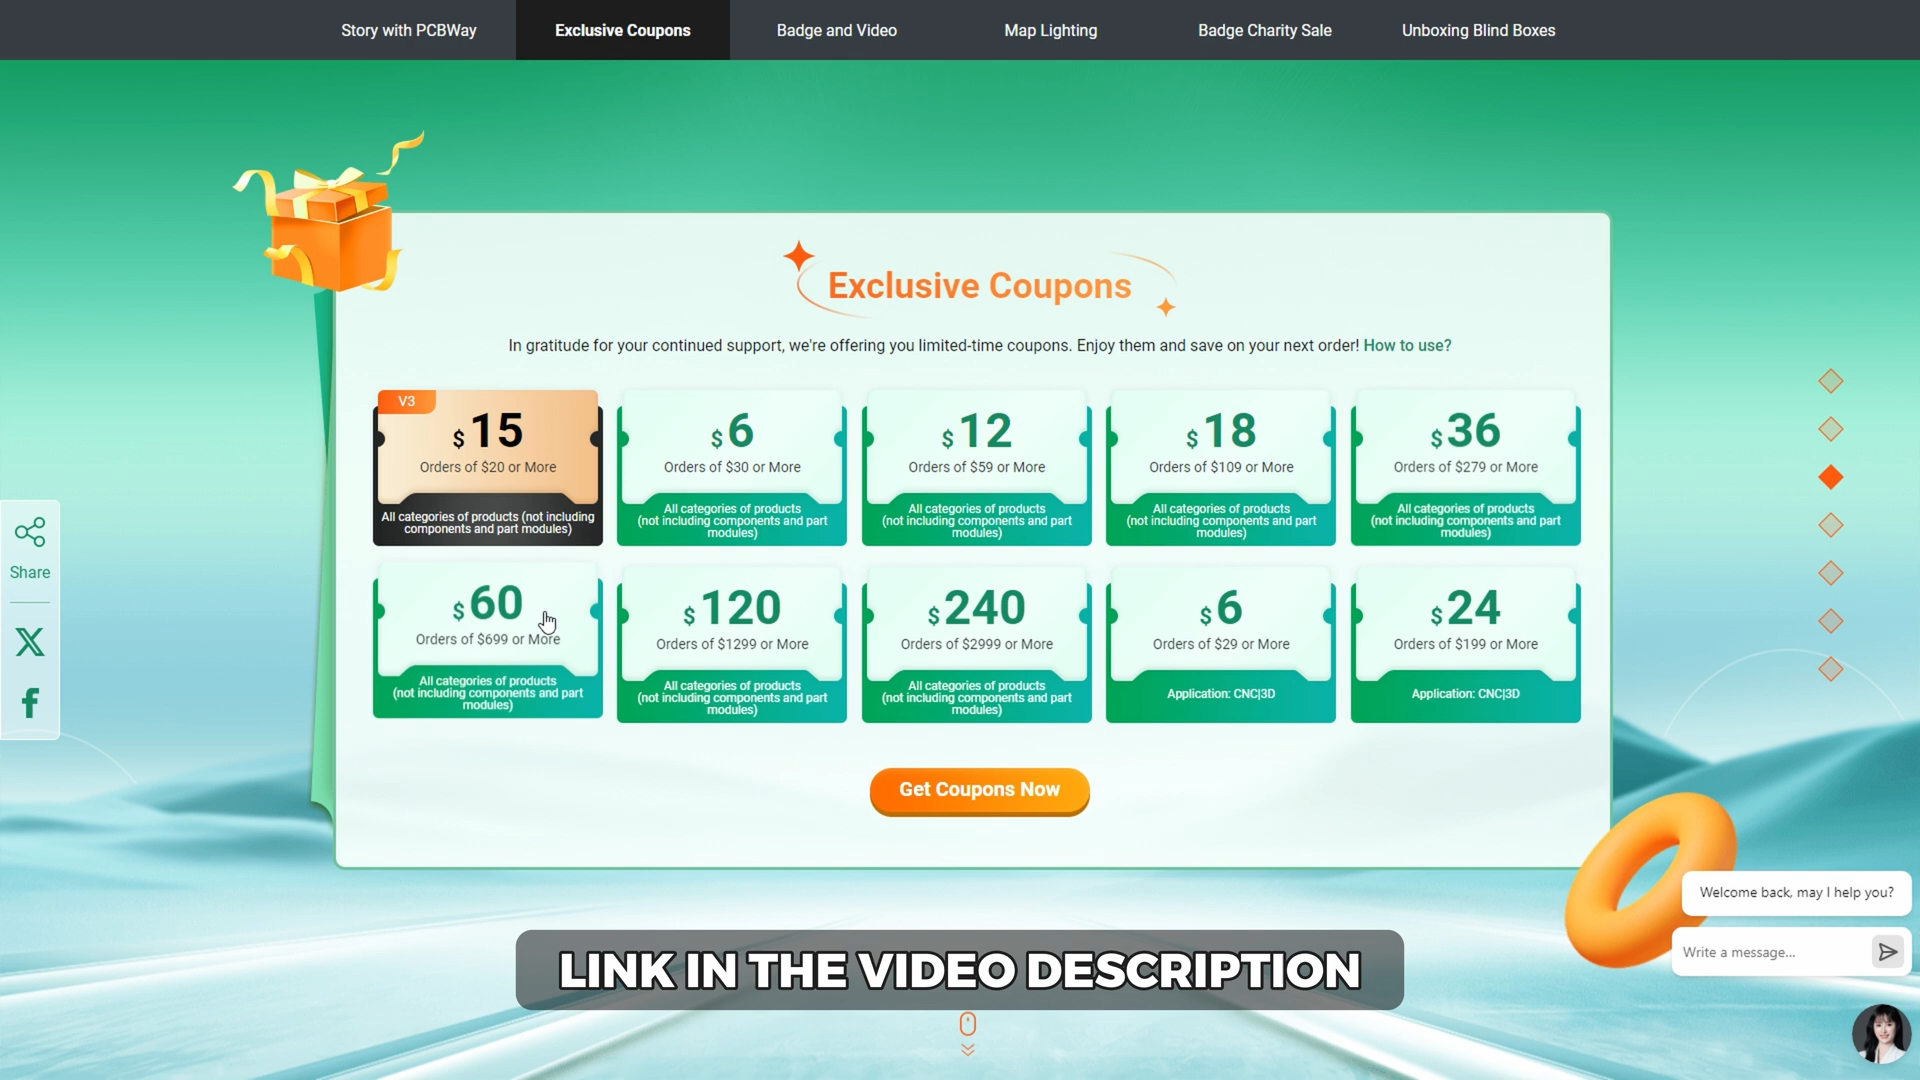 Story with PCBWay
Exclusive Coupons
Badge and Video
Map Lighting
Badge Charity Sale
Unboxing Blind Boxes
Exclusive Coupons
In gratitude for your continued support, we're offering you limited-time coupons. Enjoy them and save on your next order! How to use?
V3
$15
Orders of $20 or More
All categories of products (not including
components and part modules)
$6
Orders of $30 or More
All categories of products
(not including components and part
modules)
$12
Orders of $59 or More
All categories of products
(not including components and part
modules)
$18
Orders of $109 or More
All categories of products
(not including components and part
modules)
$36
Orders of $279 or More
All categories of products
(not including components and part
modules)
$60
Orders of $699 or More
All categories of products
(not including components and part
modules)
$120
Orders of $1299 or More
All categories of products
(not including components and part
modules)
$240
Orders of $2999 or More
All categories of products
(not including components and part
modules)
$6
Orders of $29 or More
Application: CNC|3D
$24
Orders of $199 or More
Application: CNC|3D
Get Coupons Now
Share
Welcome back, may I help you?
Write a message...
LINK IN THE VIDEO DESCRIPTION